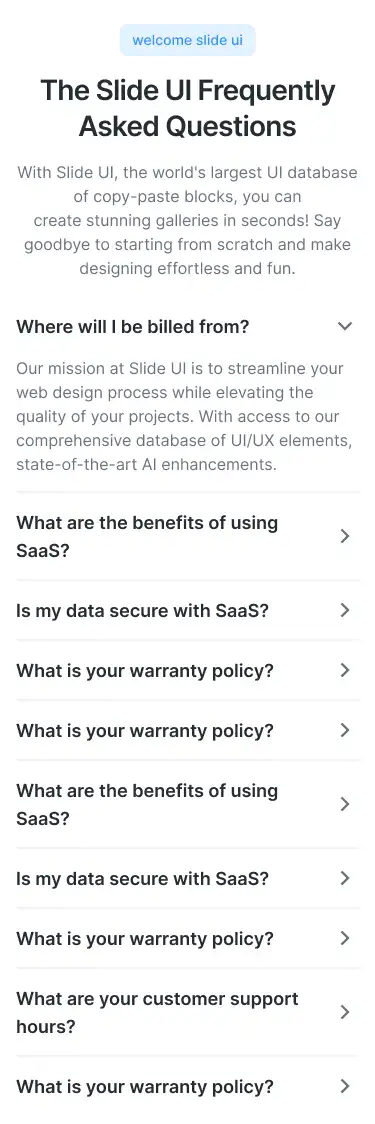 welcome slide ui
The Slide UI Frequently
Asked Questions
With Slide UI, the world's largest UI database
of copy-paste blocks, you can
create stunning galleries in seconds! Say
goodbye to starting from scratch and make
designing effortless and fun.
Where will I be billed from?
Our mission at Slide UI is to streamline your
web design process while elevating the
quality of your projects. With access to our
comprehensive database of UI/UX elements,
state-of-the-art AI enhancements.
What are the benefits of using
SaaS?
Is my data secure with SaaS?
What is your warranty policy?
What is your warranty policy?
What are the benefits of using
SaaS?
Is my data secure with SaaS?
What is your warranty policy?
What are your customer support
hours?
What is your warranty policy?